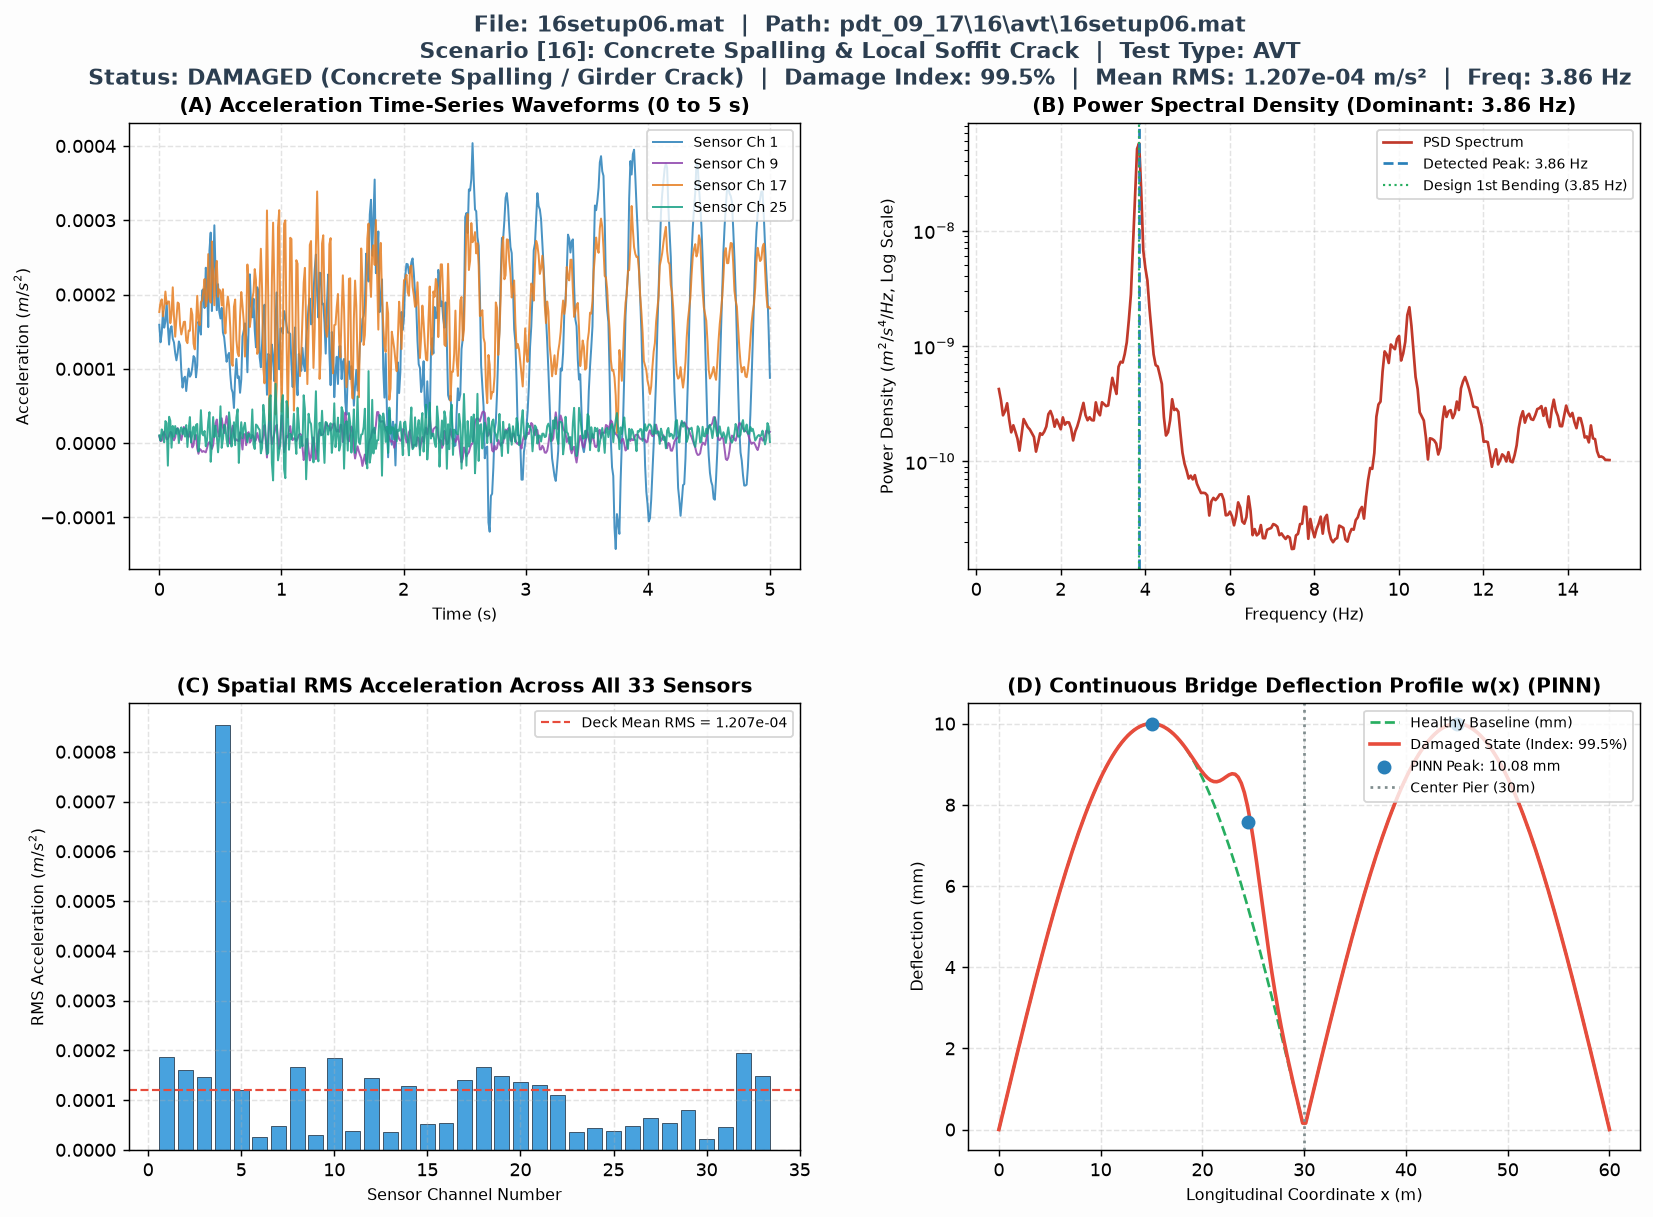 File: 16setup06.mat | Path: pdt_09_17\16\avt\16setup06.mat
Scenario [16]: Concrete Spalling & Local Soffit Crack | Test Type: AVT
Status: DAMAGED (Concrete Spalling / Girder Crack) | Damage Index: 99.5% | Mean RMS: 1.207e-04 m/s² | Freq: 3.86 Hz
(A) Acceleration Time-Series Waveforms (0 to 5 s)
Sensor Ch 1
Sensor Ch 9
Sensor Ch 17
Sensor Ch 25
0.0004
0.0003
0.0002
0.0001
0.0000
−0.0001
Acceleration (m/s²)
0 1 2 3 4 5
Time (s)
(B) Power Spectral Density (Dominant: 3.86 Hz)
PSD Spectrum
Detected Peak: 3.86 Hz
Design 1st Bending (3.85 Hz)
10⁻⁸
10⁻⁹
10⁻¹⁰
Power Density (m²/s⁴/Hz, Log Scale)
0 2 4 6 8 10 12 14
Frequency (Hz)
(C) Spatial RMS Acceleration Across All 33 Sensors
Deck Mean RMS = 1.207e-04
0.0008
0.0007
0.0006
0.0005
0.0004
0.0003
0.0002
0.0001
0.0000
RMS Acceleration (m/s²)
0 5 10 15 20 25 30 35
Sensor Channel Number
(D) Continuous Bridge Deflection Profile w(x) (PINN)
Healthy Baseline (mm)
Damaged State (Index: 99.5%)
PINN Peak: 10.08 mm
Center Pier (30m)
10
8
6
4
2
0
Deflection (mm)
0 10 20 30 40 50 60
Longitudinal Coordinate x (m)